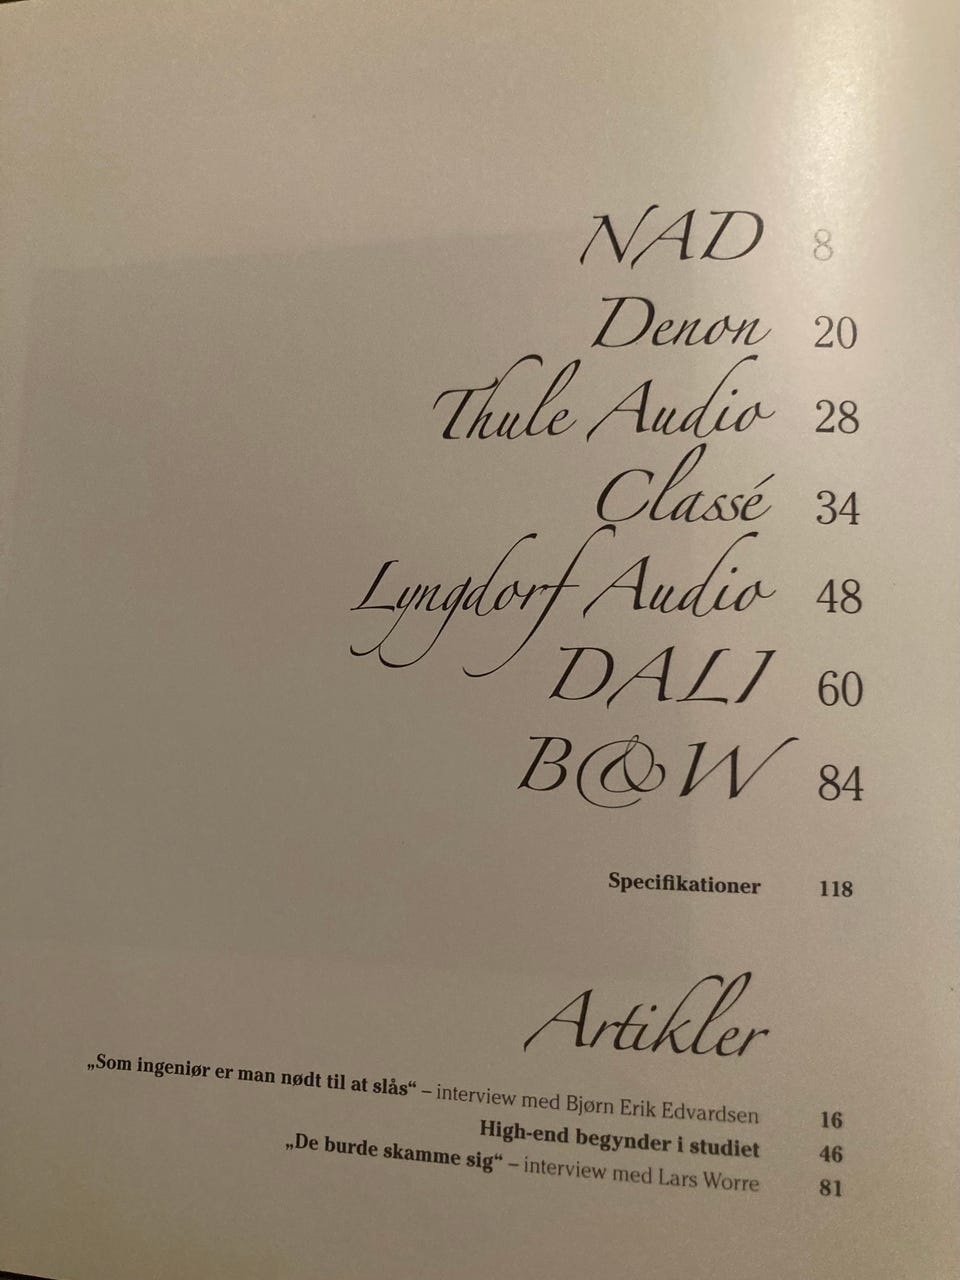 NAD 8
Denon 20
Thule Audio 28
Classé 34
Lyngdorf Audio 48
DALI 60
B&W 84
Specifikationer 118
Artikler
„Som ingeniør er man nødt til at slås“ – interview med Bjørn Erik Edvardsen 16
High-end begynder i studiet 46
„De burde skamme sig“ – interview med Lars Worre 81